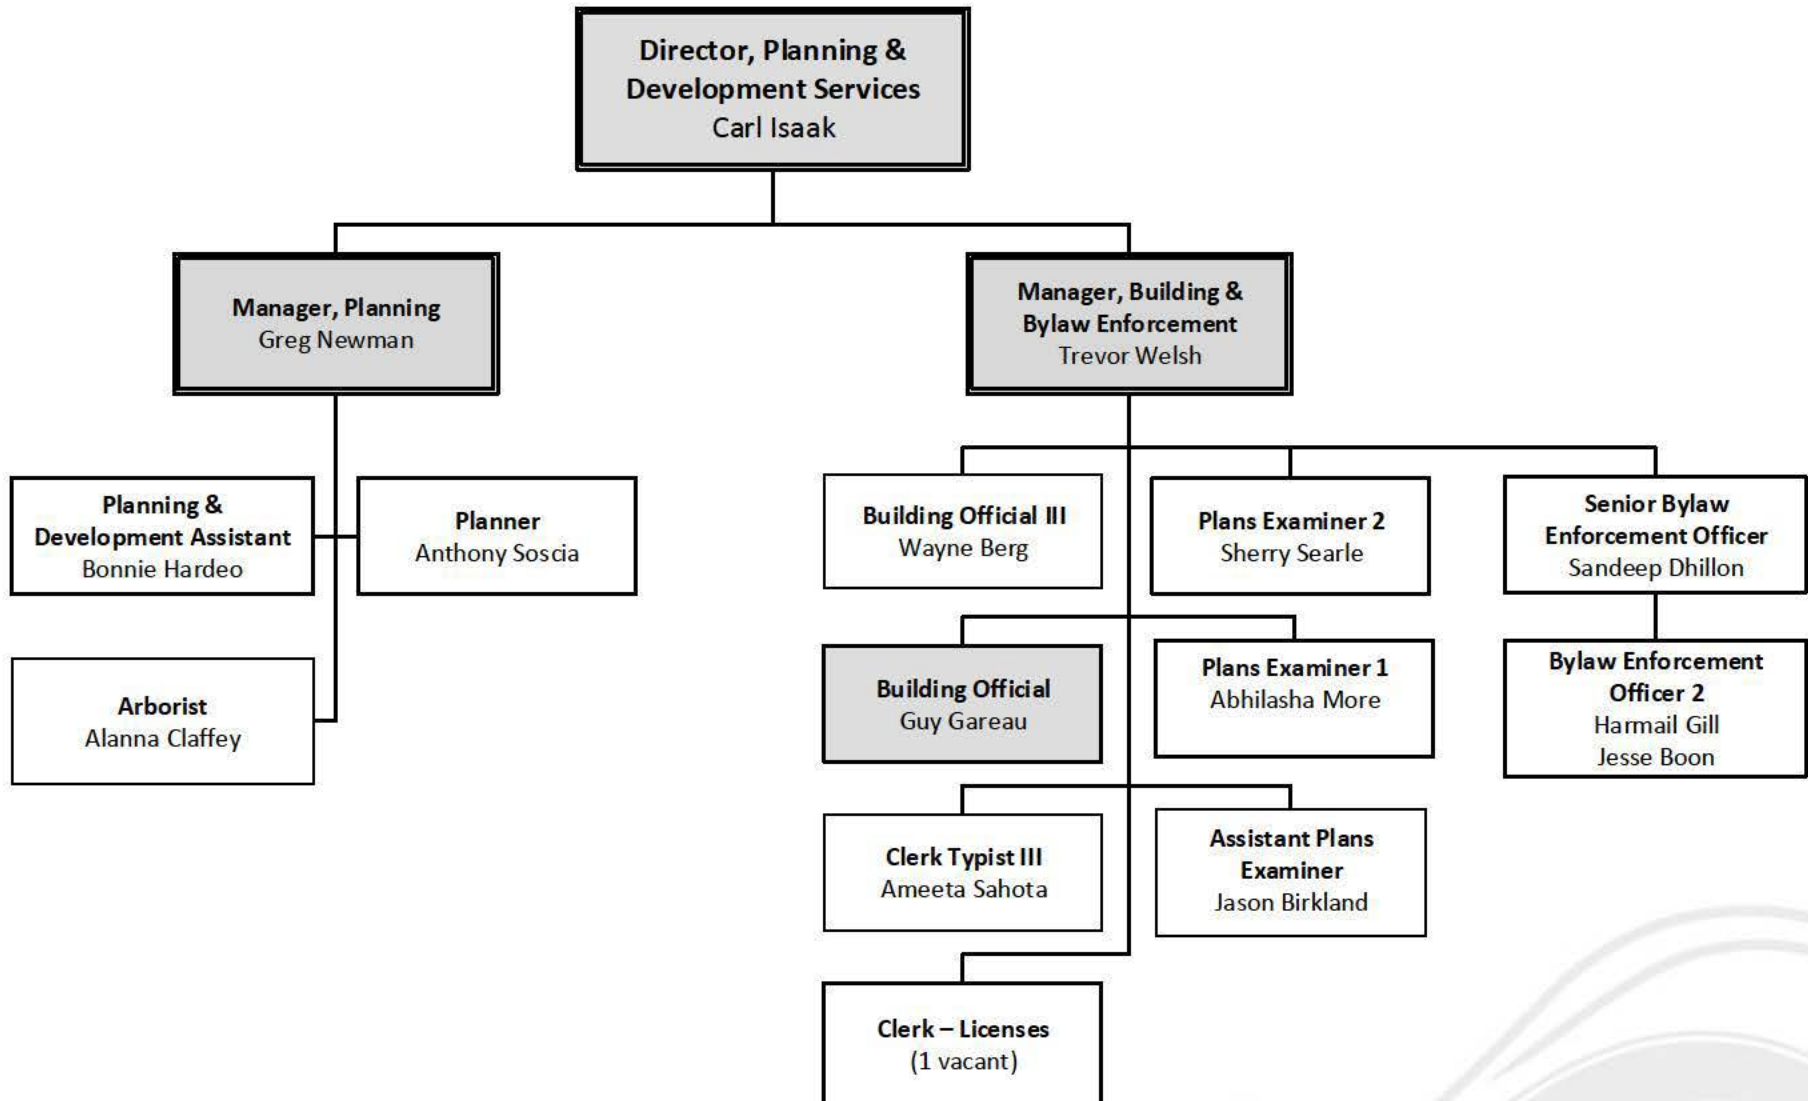 Director, Planning &
Development Services
Carl Isaak
Manager, Planning
Greg Newman
Manager, Building &
Bylaw Enforcement
Trevor Welsh
Planning &
Development Assistant
Bonnie Hardeo
Planner
Anthony Soscia
Building Official III
Wayne Berg
Plans Examiner 2
Sherry Searle
Senior Bylaw
Enforcement Officer
Sandeep Dhillon
Arborist
Alanna Claffey
Building Official
Guy Gareau
Plans Examiner 1
Abhilasha More
Bylaw Enforcement
Officer 2
Harmail Gill
Jesse Boon
Clerk Typist III
Ameeta Sahota
Assistant Plans
Examiner
Jason Birkland
Clerk – Licenses
(1 vacant)